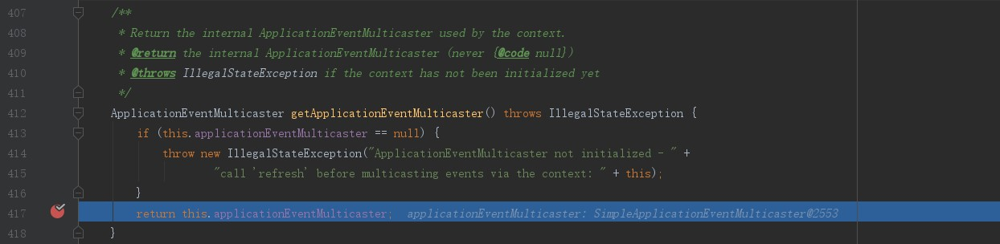 407 /**
408 * Return the internal ApplicationEventMulticaster used by the context.
409 * @return the internal ApplicationEventMulticaster (never {@code null})
410 * @throws IllegalStateException if the context has not been initialized yet
411 */
412 ApplicationEventMulticaster getApplicationEventMulticaster() throws IllegalStateException {
413 if (this.applicationEventMulticaster == null) {
414 throw new IllegalStateException("ApplicationEventMulticaster not initialized - " +
415 "call 'refresh' before multicasting events via the context: " + this);
416 }
417 return this.applicationEventMulticaster; applicationEventMulticaster: SimpleApplicationEventMulticaster@2553
418 }